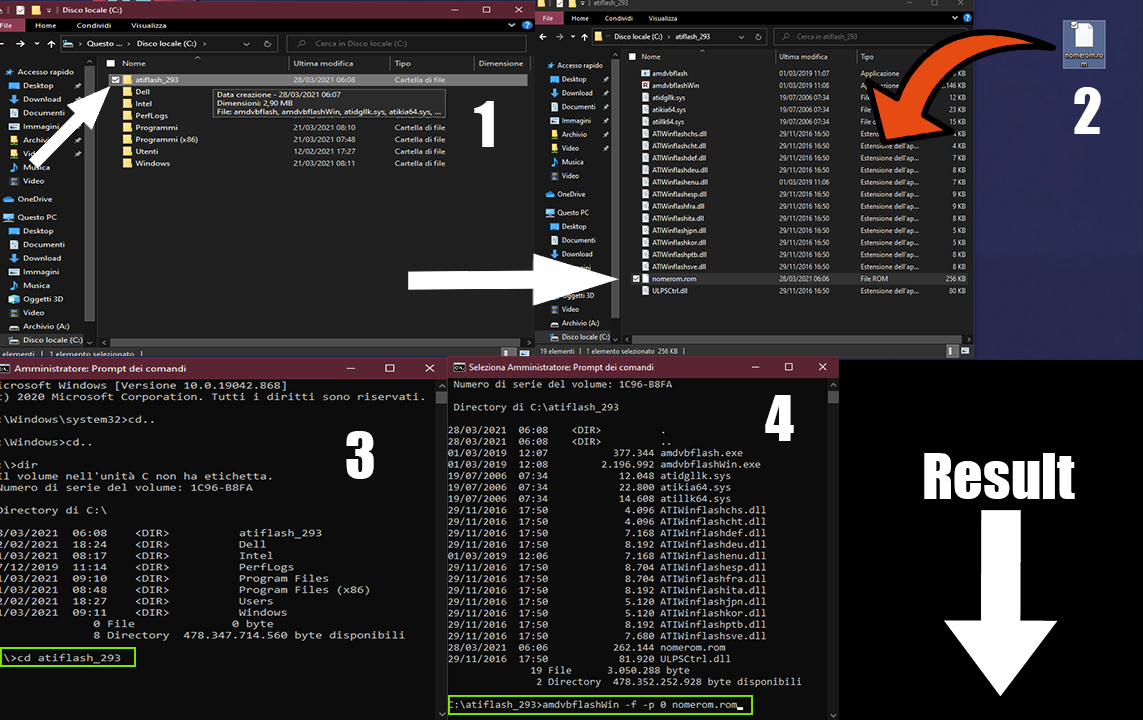 Disco locale (C:)
File
Home
Condividi
Visualizza
Questo ...
Disco locale (C:)
Cerca in Disco locale (C:)
Nome
Ultima modifica
Tipo
Dimensione
Accesso rapido
Desktop
Download
Documenti
Immagini
Archivi
Vi
Musica
Video
OneDrive
Questo PC
Desktop
Documenti
Download
Immagini
Musica
Oggetti 3D
Video
Archivio (A:)
Disco locale (C:)
atiflash_293 28/03/2021 06:08 Cartella di file
Dell
Intel
PerfLogs
Programmi 21/03/2021 08:10 Cartella di file
Programmi (x86) 21/03/2021 07:48 Cartella di file
Utenti 12/02/2021 17:27 Cartella di file
Windows 21/03/2021 08:11 Cartella di file
Data creazione - 28/03/2021 06:07
Dimensioni: 2,90 MB
File: amdvbflash, amdvbflashWin, atidgllk.sys, atikia64.sys, ...
elementi
1 elemento selezionato
1
atiflash_293
File
Home
Condividi
Visualizza
Disco locale (C:)
atiflash_293
Cerca in atiflash_293
Nome
Ultima modifica
Tipo
Accesso rapido
Desktop
Download
Documenti
Immagini
Archivio
Video
Musica
Video
OneDrive
Questo PC
Desktop
Documenti
Download
Immagini
Oggetti 3D
Video
Archivio (A:)
Disco locale (C:)
amdvbflash 01/03/2019 11:07 Applicazione KB
amdvbflashWin 01/03/2019 11:08 146 KB
atidgllk.sys 19/07/2006 07:34 12 KB
atikia64.sys 19/07/2006 07:34 File 23 KB
atillk64.sys 19/07/2006 07:34 File 15 KB
ATIWinflashchs.dll 29/11/2016 16:50 KB
ATIWinflashcht.dll 29/11/2016 16:50 Estensione dell'ap... 4 KB
ATIWinflashdef.dll 29/11/2016 16:50 Estensione dell'ap... 7 KB
ATIWinflashdeu.dll 29/11/2016 16:50 Estensione dell'ap... 8 KB
ATIWinflashenu.dll 01/03/2019 11:06 Estensione dell'ap... 7 KB
ATIWinflashesp.dll 29/11/2016 16:50 Estensione dell'ap... 9 KB
ATIWinflashfra.dll 29/11/2016 16:50 Estensione dell'ap... 9 KB
ATIWinflashita.dll 29/11/2016 16:50 Estensione dell'ap... 8 KB
ATIWinflashjpn.dll 29/11/2016 16:50 Estensione dell'ap... 5 KB
ATIWinflashkor.dll 29/11/2016 16:50 Estensione dell'ap... 5 KB
ATIWinflashptb.dll 29/11/2016 16:50 Estensione dell'ap... 8 KB
ATIWinflashsve.dll 29/11/2016 16:50 Estensione dell'ap... 8 KB
nomerom.rom 28/03/2021 06:06 File ROM 256 KB
ULPSCtrl.dll 29/11/2016 16:50 Estensione dell'ap... 80 KB
19 elementi
1 elemento selezionato 256 KB
nomerom.ro
m
2
Amministratore: Prompt dei comandi
icrosoft Windows [Versione 10.0.19042.868]
c) 2020 Microsoft Corporation. Tutti i diritti sono riservati.
:\Windows\system32>cd..
:\Windows>cd..
:\>dir
Il volume nell'unità C non ha etichetta.
Numero di serie del volume: 1C96-B8FA
Directory di C:\
8/03/2021 06:08 <DIR> atiflash_293
2/02/2021 18:24 <DIR> Dell
1/03/2021 08:17 <DIR> Intel
7/12/2019 11:14 <DIR> PerfLogs
1/03/2021 09:10 <DIR> Program Files
1/03/2021 08:48 <DIR> Program Files (x86)
2/02/2021 18:27 <DIR> Users
1/03/2021 09:11 <DIR> Windows
0 File 0 byte
8 Directory 478.347.714.560 byte disponibili
\>cd atiflash_293
3
Seleziona Amministratore: Prompt dei comandi
Numero di serie del volume: 1C96-B8FA
Directory di C:\atiflash_293
28/03/2021 06:08 <DIR> .
28/03/2021 06:08 <DIR> ..
01/03/2019 12:07 377.344 amdvbflash.exe
01/03/2019 12:08 2.196.992 amdvbflashWin.exe
19/07/2006 07:34 12.048 atidgllk.sys
19/07/2006 07:34 22.800 atikia64.sys
19/07/2006 07:34 14.608 atillk64.sys
29/11/2016 17:50 4.096 ATIWinflashchs.dll
29/11/2016 17:50 4.096 ATIWinflashcht.dll
29/11/2016 17:50 7.168 ATIWinflashdef.dll
29/11/2016 17:50 8.192 ATIWinflashdeu.dll
01/03/2019 12:06 7.168 ATIWinflashenu.dll
29/11/2016 17:50 8.704 ATIWinflashesp.dll
29/11/2016 17:50 8.704 ATIWinflashfra.dll
29/11/2016 17:50 8.192 ATIWinflashita.dll
29/11/2016 17:50 5.120 ATIWinflashjpn.dll
29/11/2016 17:50 5.120 ATIWinflashkor.dll
29/11/2016 17:50 8.192 ATIWinflashptb.dll
29/11/2016 17:50 7.680 ATIWinflashsve.dll
28/03/2021 06:06 262.144 nomerom.rom
29/11/2016 17:50 81.920 ULPSCtrl.dll
19 File 3.050.288 byte
2 Directory 478.352.252.928 byte disponibili
C:\atiflash_293>amdvbflashWin -f -p 0 nomerom.rom
4
Result